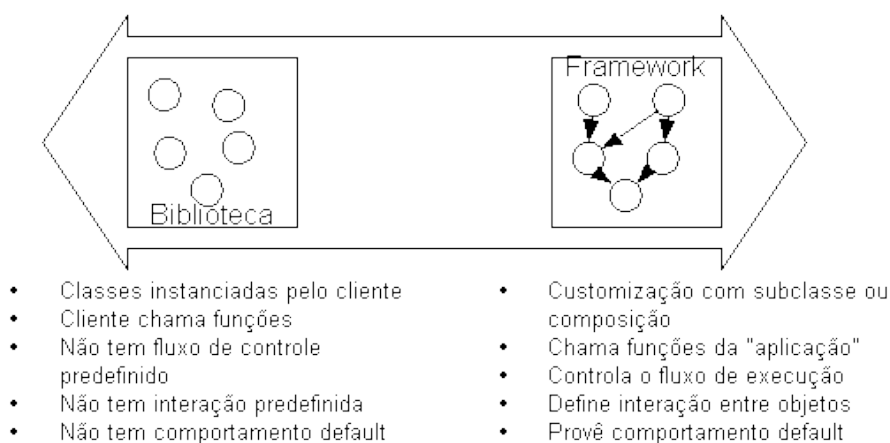 Framework
Biblioteca
• Classes instanciadas pelo cliente
• Cliente chama funções
• Não tem fluxo de controle
predefinido
• Não tem interação predefinida
• Não tem comportamento default
• Customização com subclasse ou
composição
• Chama funções da "aplicação"
• Controla o fluxo de execução
• Define interação entre objetos
• Provê comportamento default